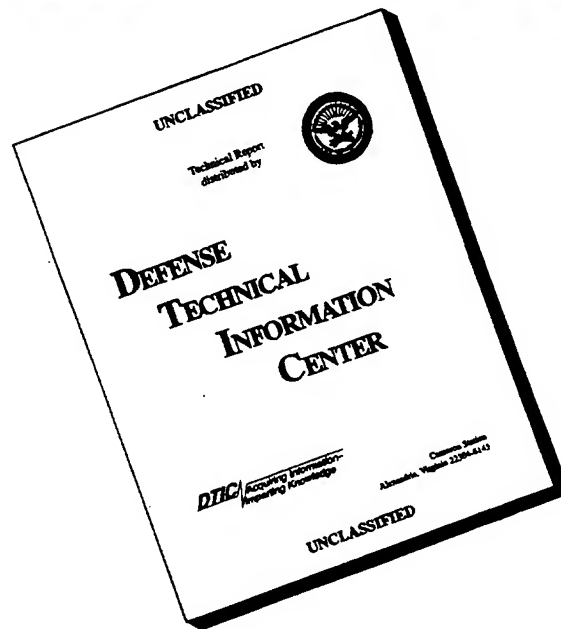 UNCLASSIFIED
Technical Report
distributed by
DEFENSE
TECHNICAL
INFORMATION
CENTER
DTIC Acquiring Information-
Imparting Knowledge
Cameron Station
Alexandria, Virginia 22304-6145
UNCLASSIFIED